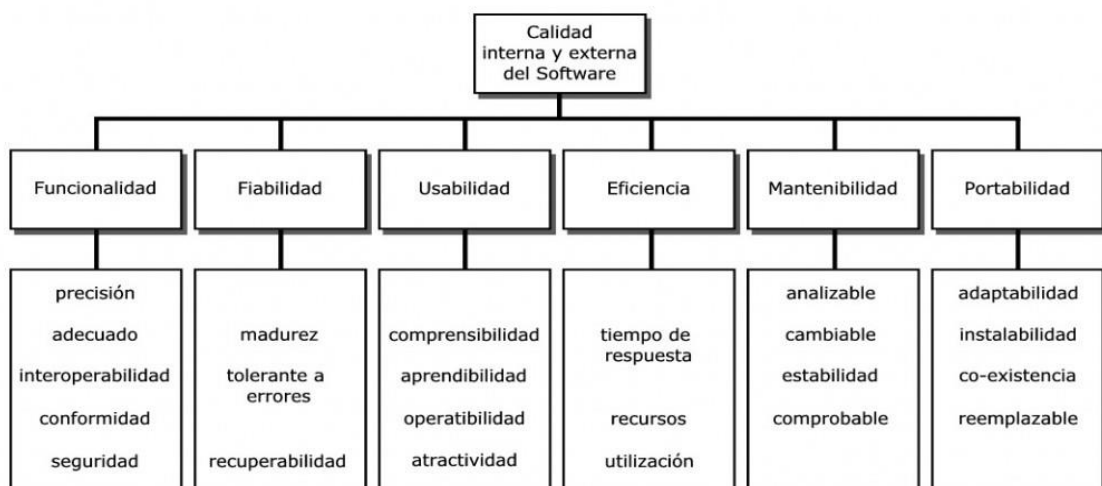 Calidad
interna y externa
del Software
Funcionalidad
Fiabilidad
Usabilidad
Eficiencia
Mantenibilidad
Portabilidad
precisión
adecuado
interoperabilidad
conformidad
seguridad
madurez
tolerante a
errores
recuperabilidad
comprensibilidad
aprendibilidad
operatibilidad
atractividad
tiempo de
respuesta
recursos
utilización
analizable
cambiable
estabilidad
comprobable
adaptabilidad
instalabilidad
co-existencia
reemplazable